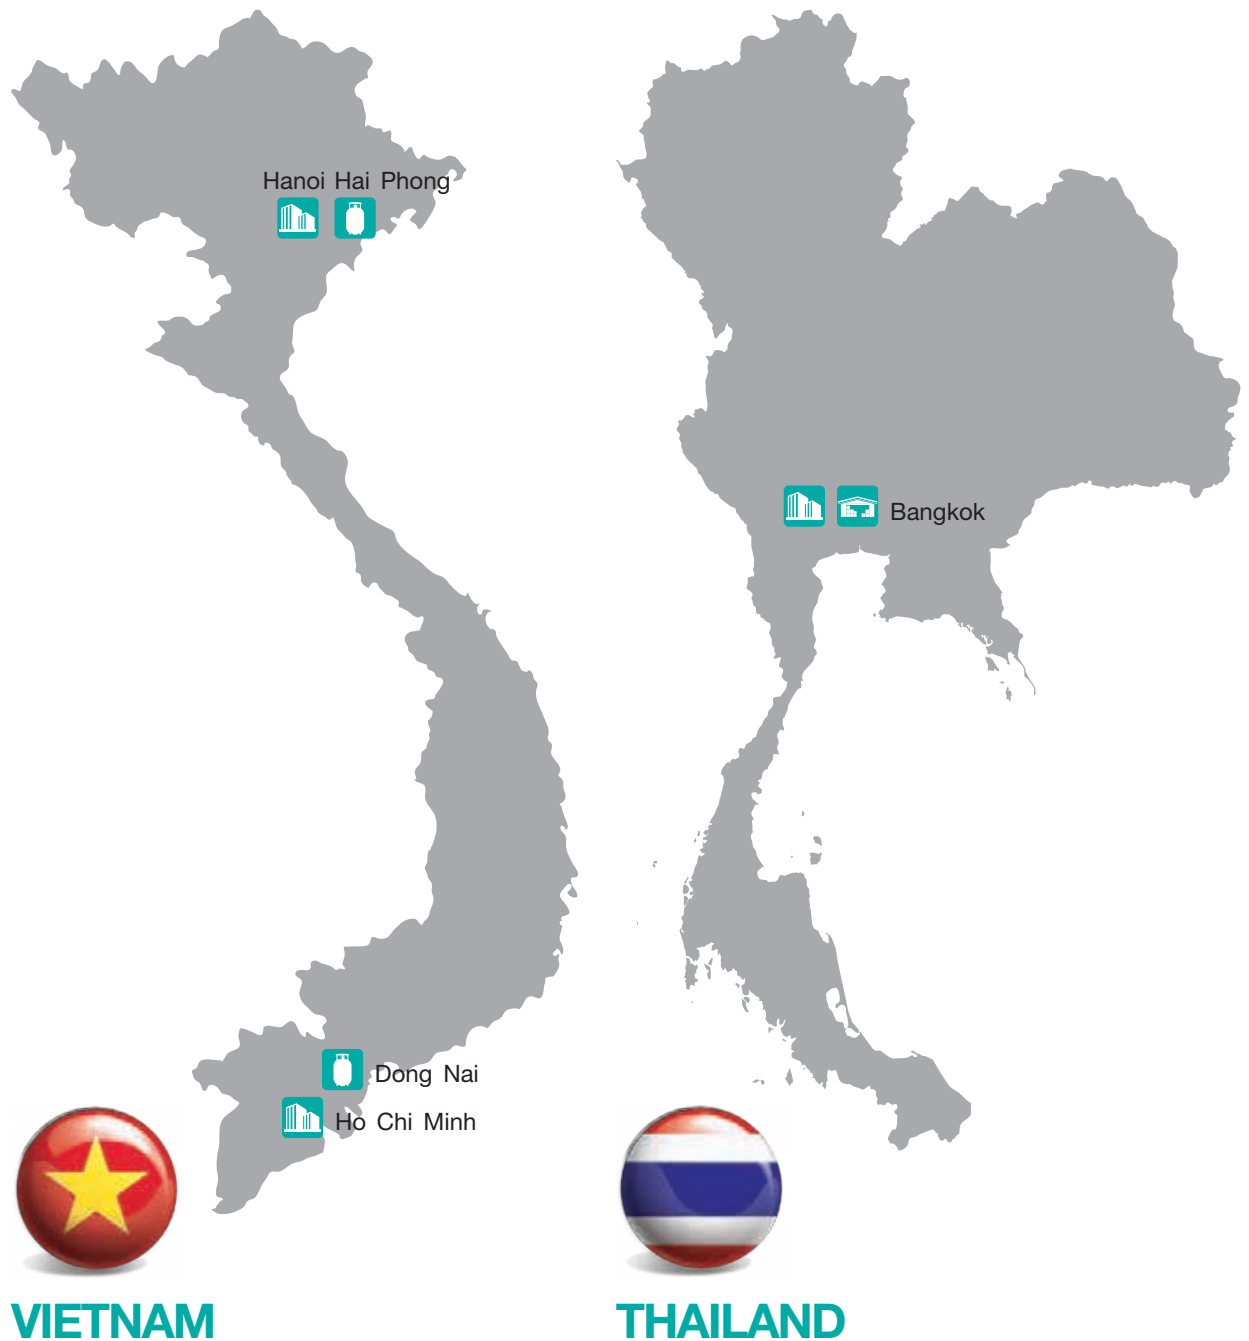 Hanoi Hai Phong
Bangkok
Dong Nai
Ho Chi Minh
VIETNAM
THAILAND